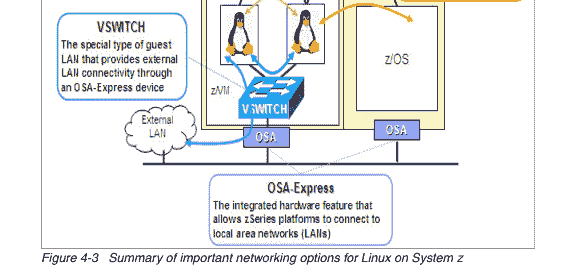 VSWITCH
The special type of guest
LAN that provides external
LAN connectivity through
an OSA-Express device
z/OS
z/VM
VSWITCH
External
LAN
OSA
OSA
OSA-Express
The integrated hardware feature that
allows zSeries platforms to connect to
local area networks (LANs)
Figure 4-3 Summary of important networking options for Linux on System z